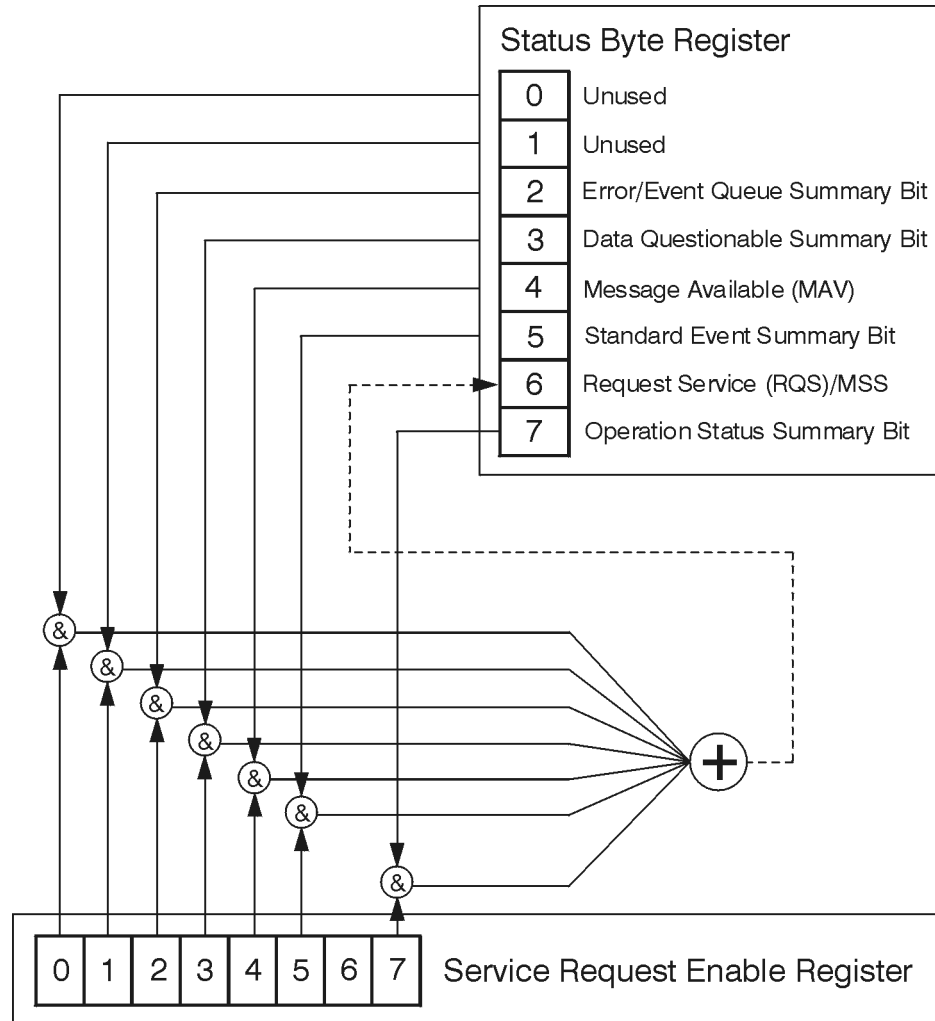 Status Byte Register
0 Unused
1 Unused
2 Error/Event Queue Summary Bit
3 Data Questionable Summary Bit
4 Message Available (MAV)
5 Standard Event Summary Bit
6 Request Service (RQS)/MSS
7 Operation Status Summary Bit
&
&
&
&
&
&
&
+
0 1 2 3 4 5 6 7 Service Request Enable Register